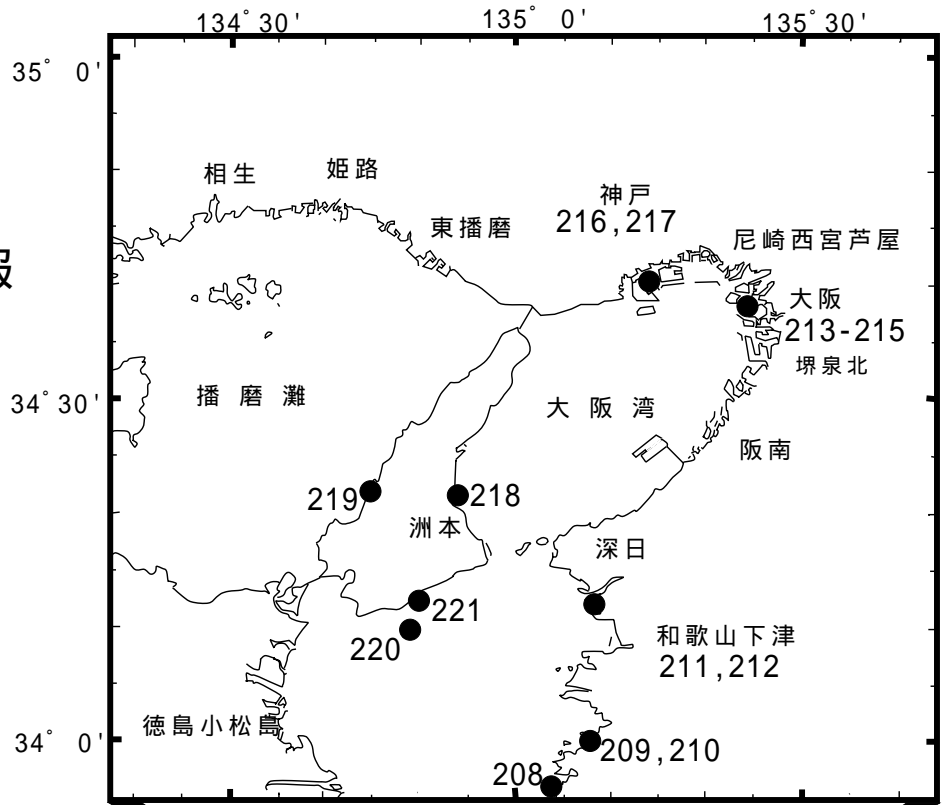 134° 30' 135° 0' 135° 30'
35° 0'
相生 姫路
神戸
216,217
東播磨
尼崎西宮芦屋
報
大阪
213-215
堺泉北
34° 30'
播磨灘
大阪湾
阪南
219
218
洲本
深日
221
220
和歌山下津
211,212
徳島小松島
34° 0'
209,210
208